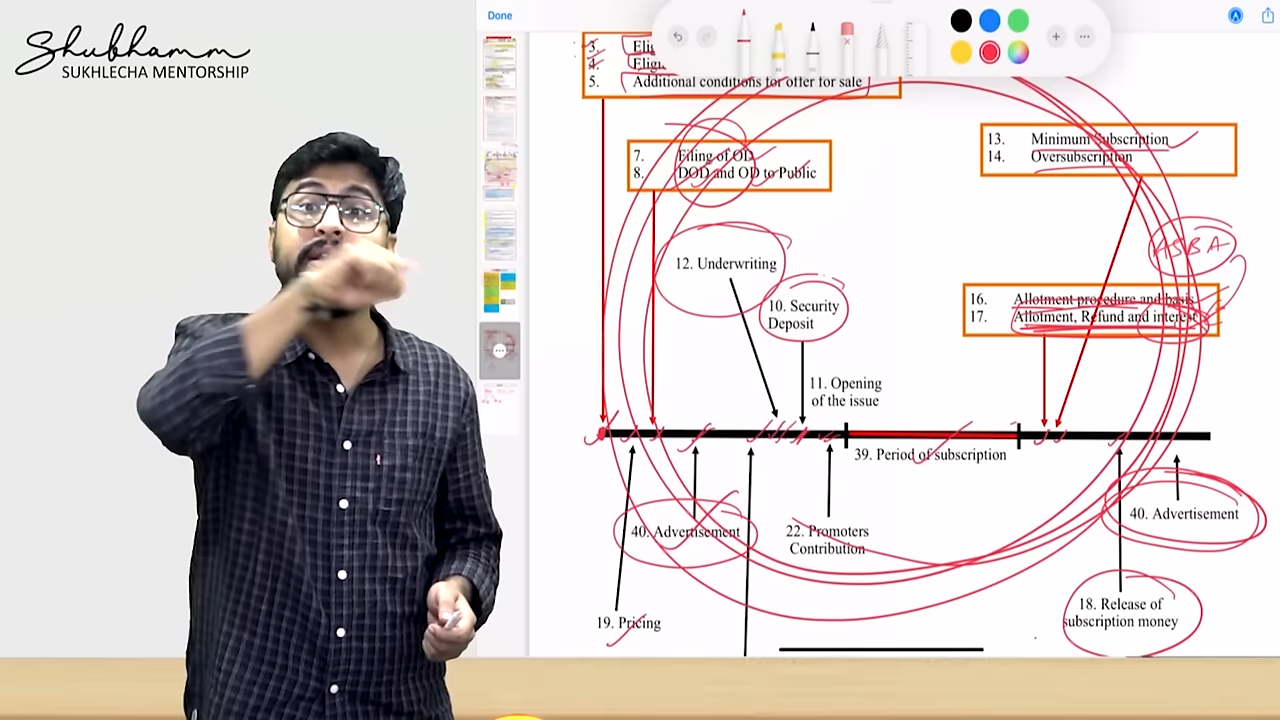 Shubhamm
SUKHLECHA MENTORSHIP
Done
3.
4.
5. Additional conditions for offer for sale
7. Filing of OD
8. DOD and OD to Public
13. Minimum Subscription
14. Oversubscription
12. Underwriting
10. Security
Deposit
ASBA
16. Allotment procedure and basis
17. Allotment, Refund and interest
11. Opening
of the issue
39. Period of subscription
40. Advertisement
22. Promoters
Contribution
40. Advertisement
19. Pricing
18. Release of
subscription money